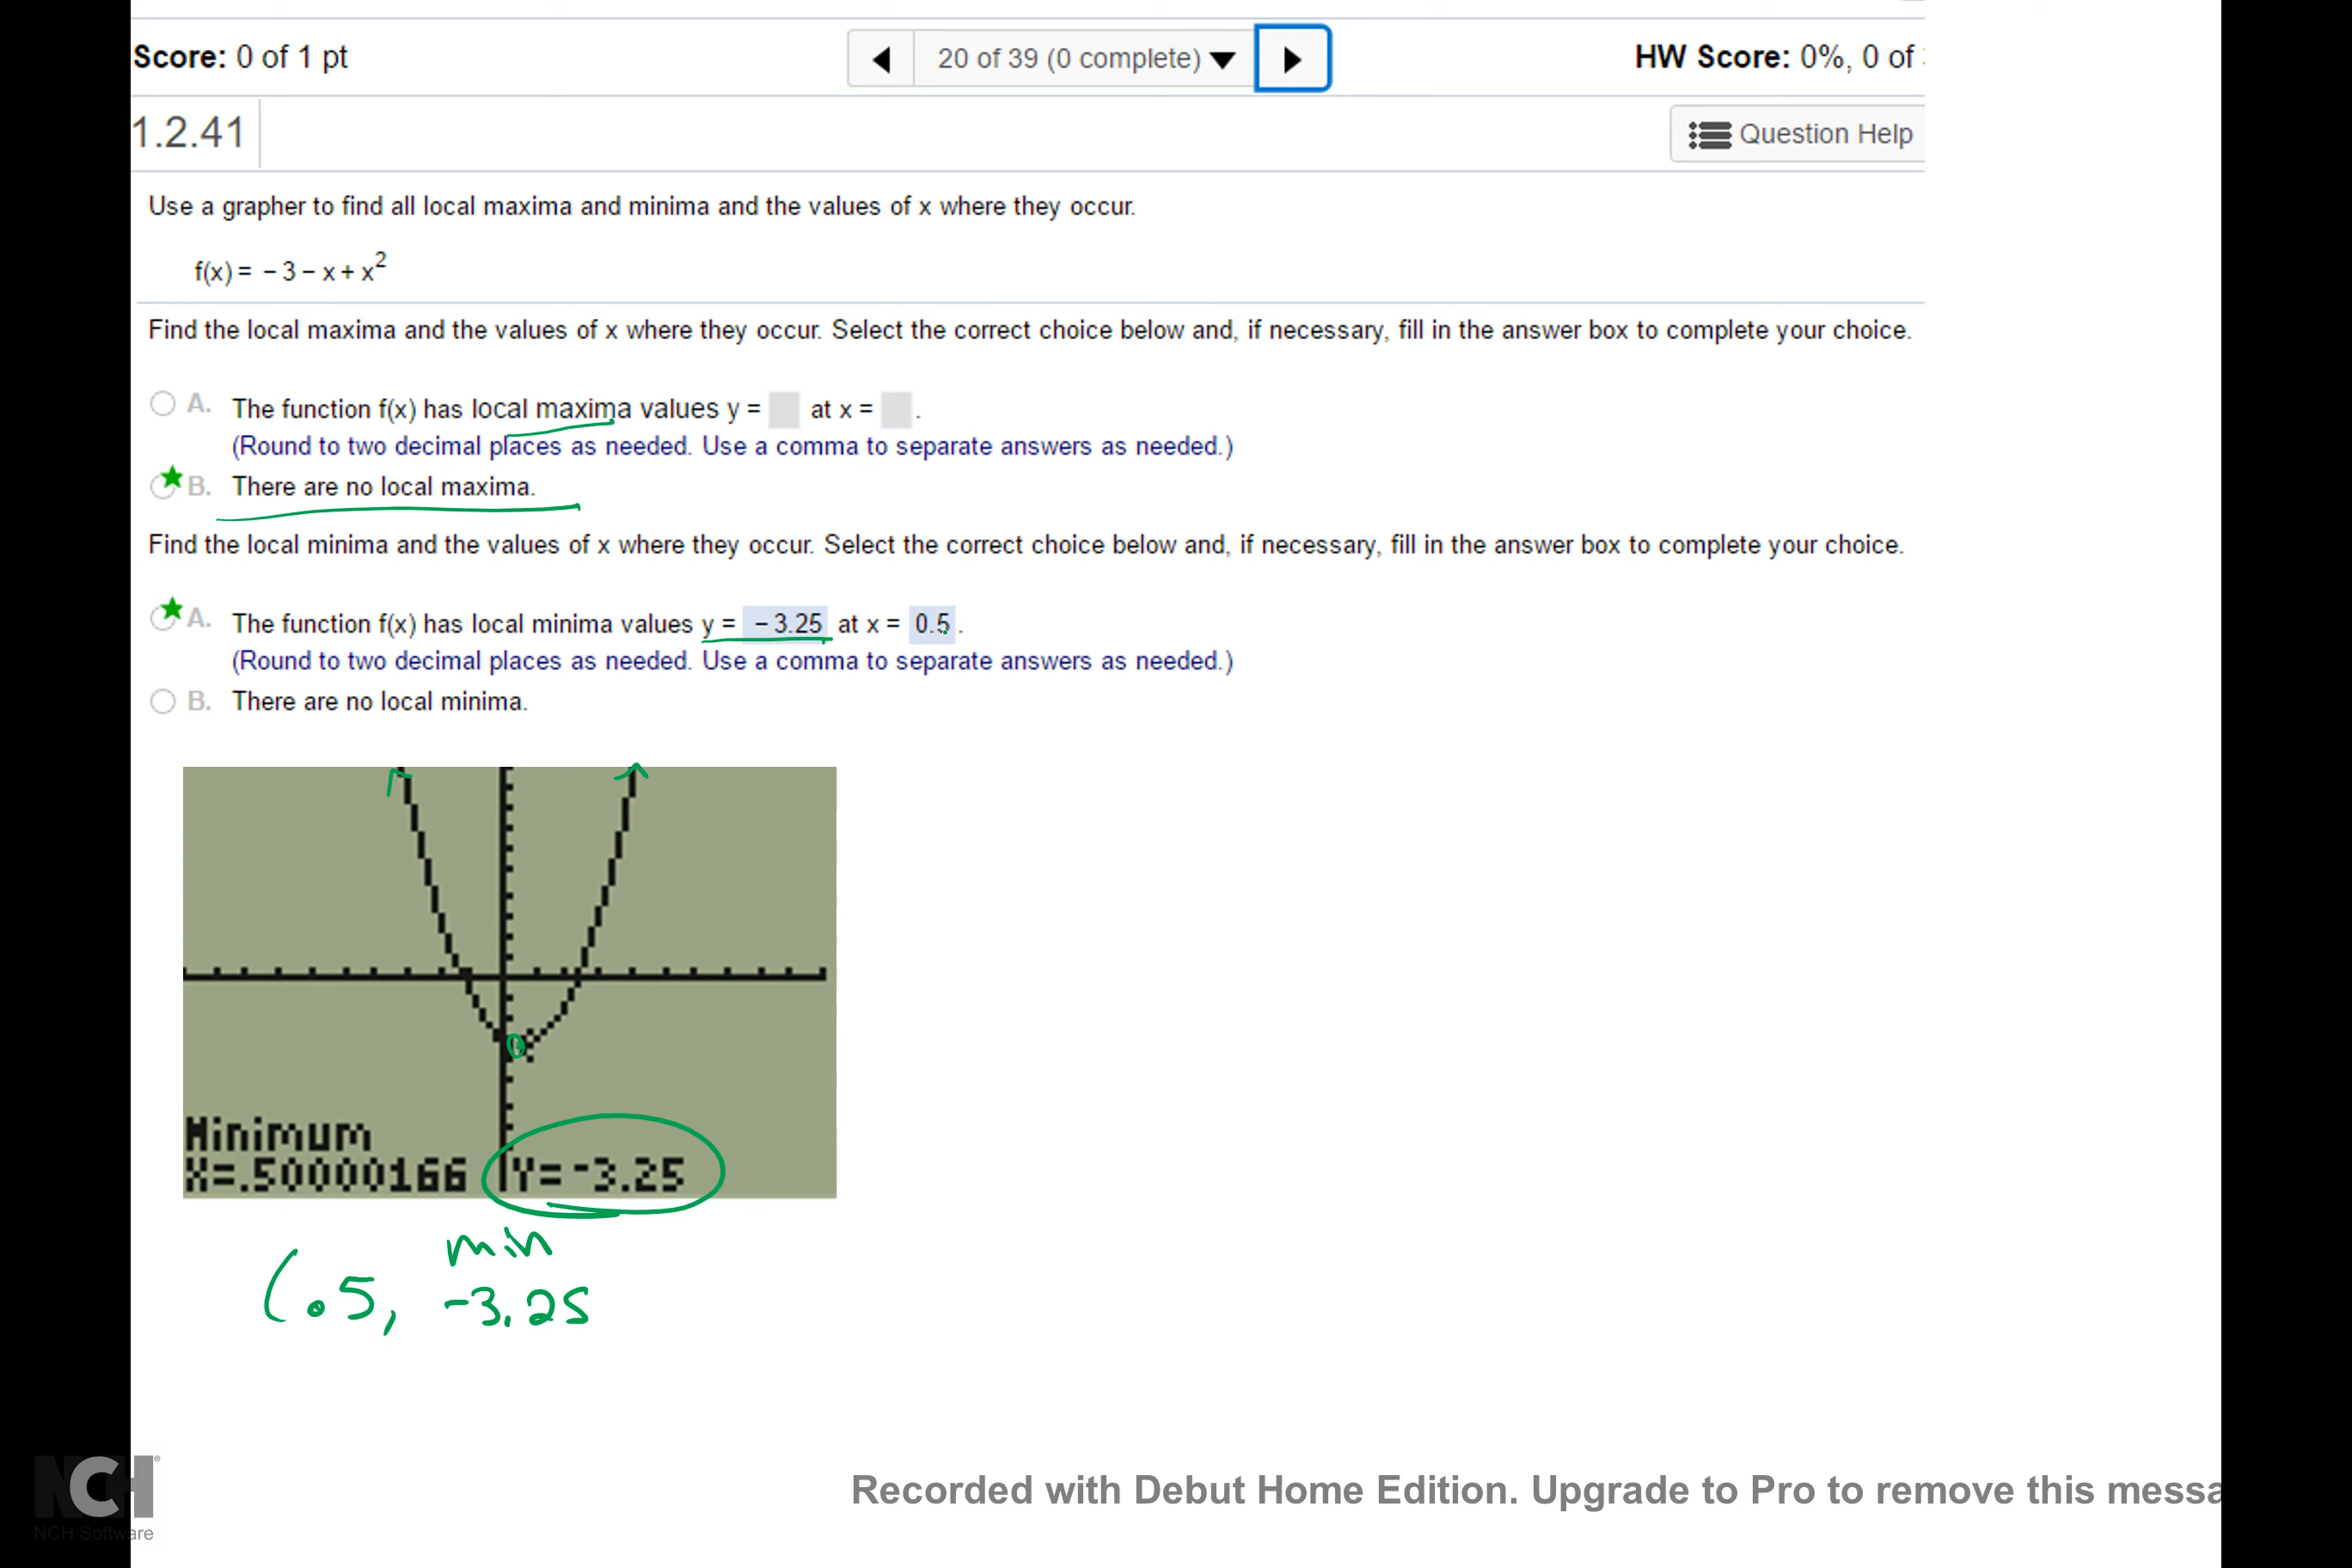 Score: 0 of 1 pt
20 of 39 (0 complete)
HW Score: 0%, 0 of
1.2.41
Question Help
Use a grapher to find all local maxima and minima and the values of x where they occur.
f(x) = − 3 − x + x²
Find the local maxima and the values of x where they occur. Select the correct choice below and, if necessary, fill in the answer box to complete your choice.
A. The function f(x) has local maxima values y = at x = .
(Round to two decimal places as needed. Use a comma to separate answers as needed.)
B. There are no local maxima.
Find the local minima and the values of x where they occur. Select the correct choice below and, if necessary, fill in the answer box to complete your choice.
A. The function f(x) has local minima values y = − 3.25 at x = 0.5 .
(Round to two decimal places as needed. Use a comma to separate answers as needed.)
B. There are no local minima.
Minimum
X=.50000166 Y=-3.25
min
(.5, -3.25
NCH®
NCH Software
Recorded with Debut Home Edition. Upgrade to Pro to remove this messa